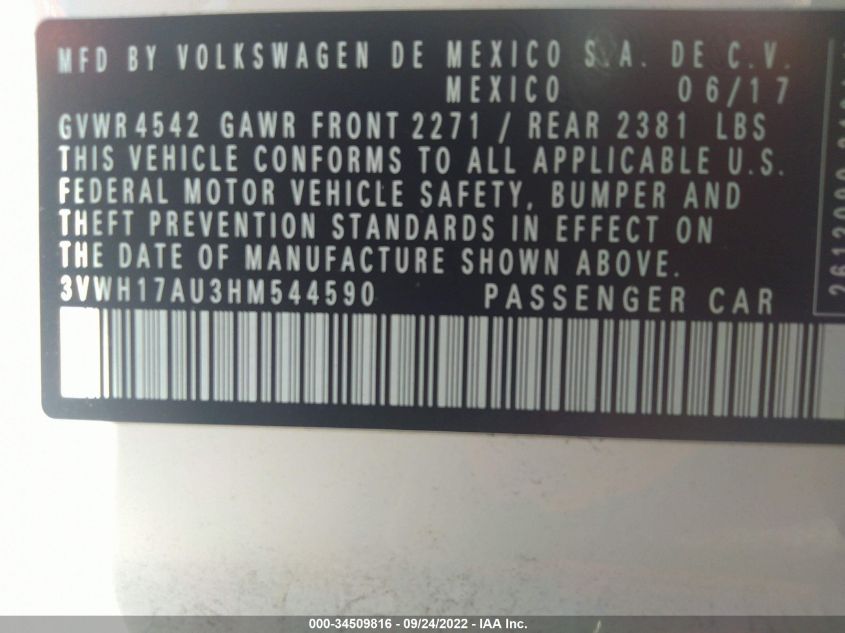 MFD BY VOLKSWAGEN DE MEXICO S.A. DE C.V.
MEXICO 06/17
GVWR 4542 GAWR FRONT 2271 / REAR 2381 LBS
THIS VEHICLE CONFORMS TO ALL APPLICABLE U.S.
FEDERAL MOTOR VEHICLE SAFETY, BUMPER AND
THEFT PREVENTION STANDARDS IN EFFECT ON
THE DATE OF MANUFACTURE SHOWN ABOVE.
3VWH17AU3HM544590 PASSENGER CAR
000-34509816 - 09/24/2022 - IAA Inc.